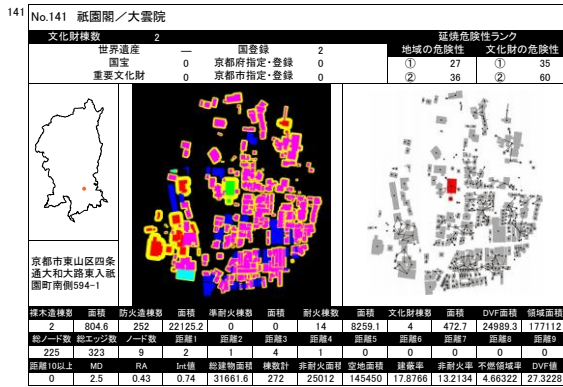 141
No.141 祇園閣／大雲院
文化財棟数 2 延焼危険性ランク
世界遺産 — 国登録 2 地域の危険性 文化財の危険性
国宝 0 京都府指定・登録 0 ① 27 ① 35
重要文化財 0 京都市指定・登録 0 ② 36 ② 60
京都市東山区四条
通大和大路東入祇
園町南側594-1
裸木造棟数 面積 防火造棟数 面積 準耐火棟数 面積 耐火棟数 面積 文化財棟数 面積 DVF面積 領域面積
2 804.6 252 22125.2 0 0 14 8259.1 4 472.7 24989.3 177112
総ノード数 総エッジ数 ノード数 距離1 距離2 距離3 距離4 距離5 距離6 距離7 距離8 距離9
225 323 9 2 1 4 1 0 0 0 0 0
距離10以上 MD RA Int値 総建物面積 棟数計 非耐火面積 空地面積 建蔽率 非耐火率 不燃領域率 DVF値
0 2.5 0.43 0.74 31661.6 272 25012 145450 17.8766 13.2134 4.66322 27.3228